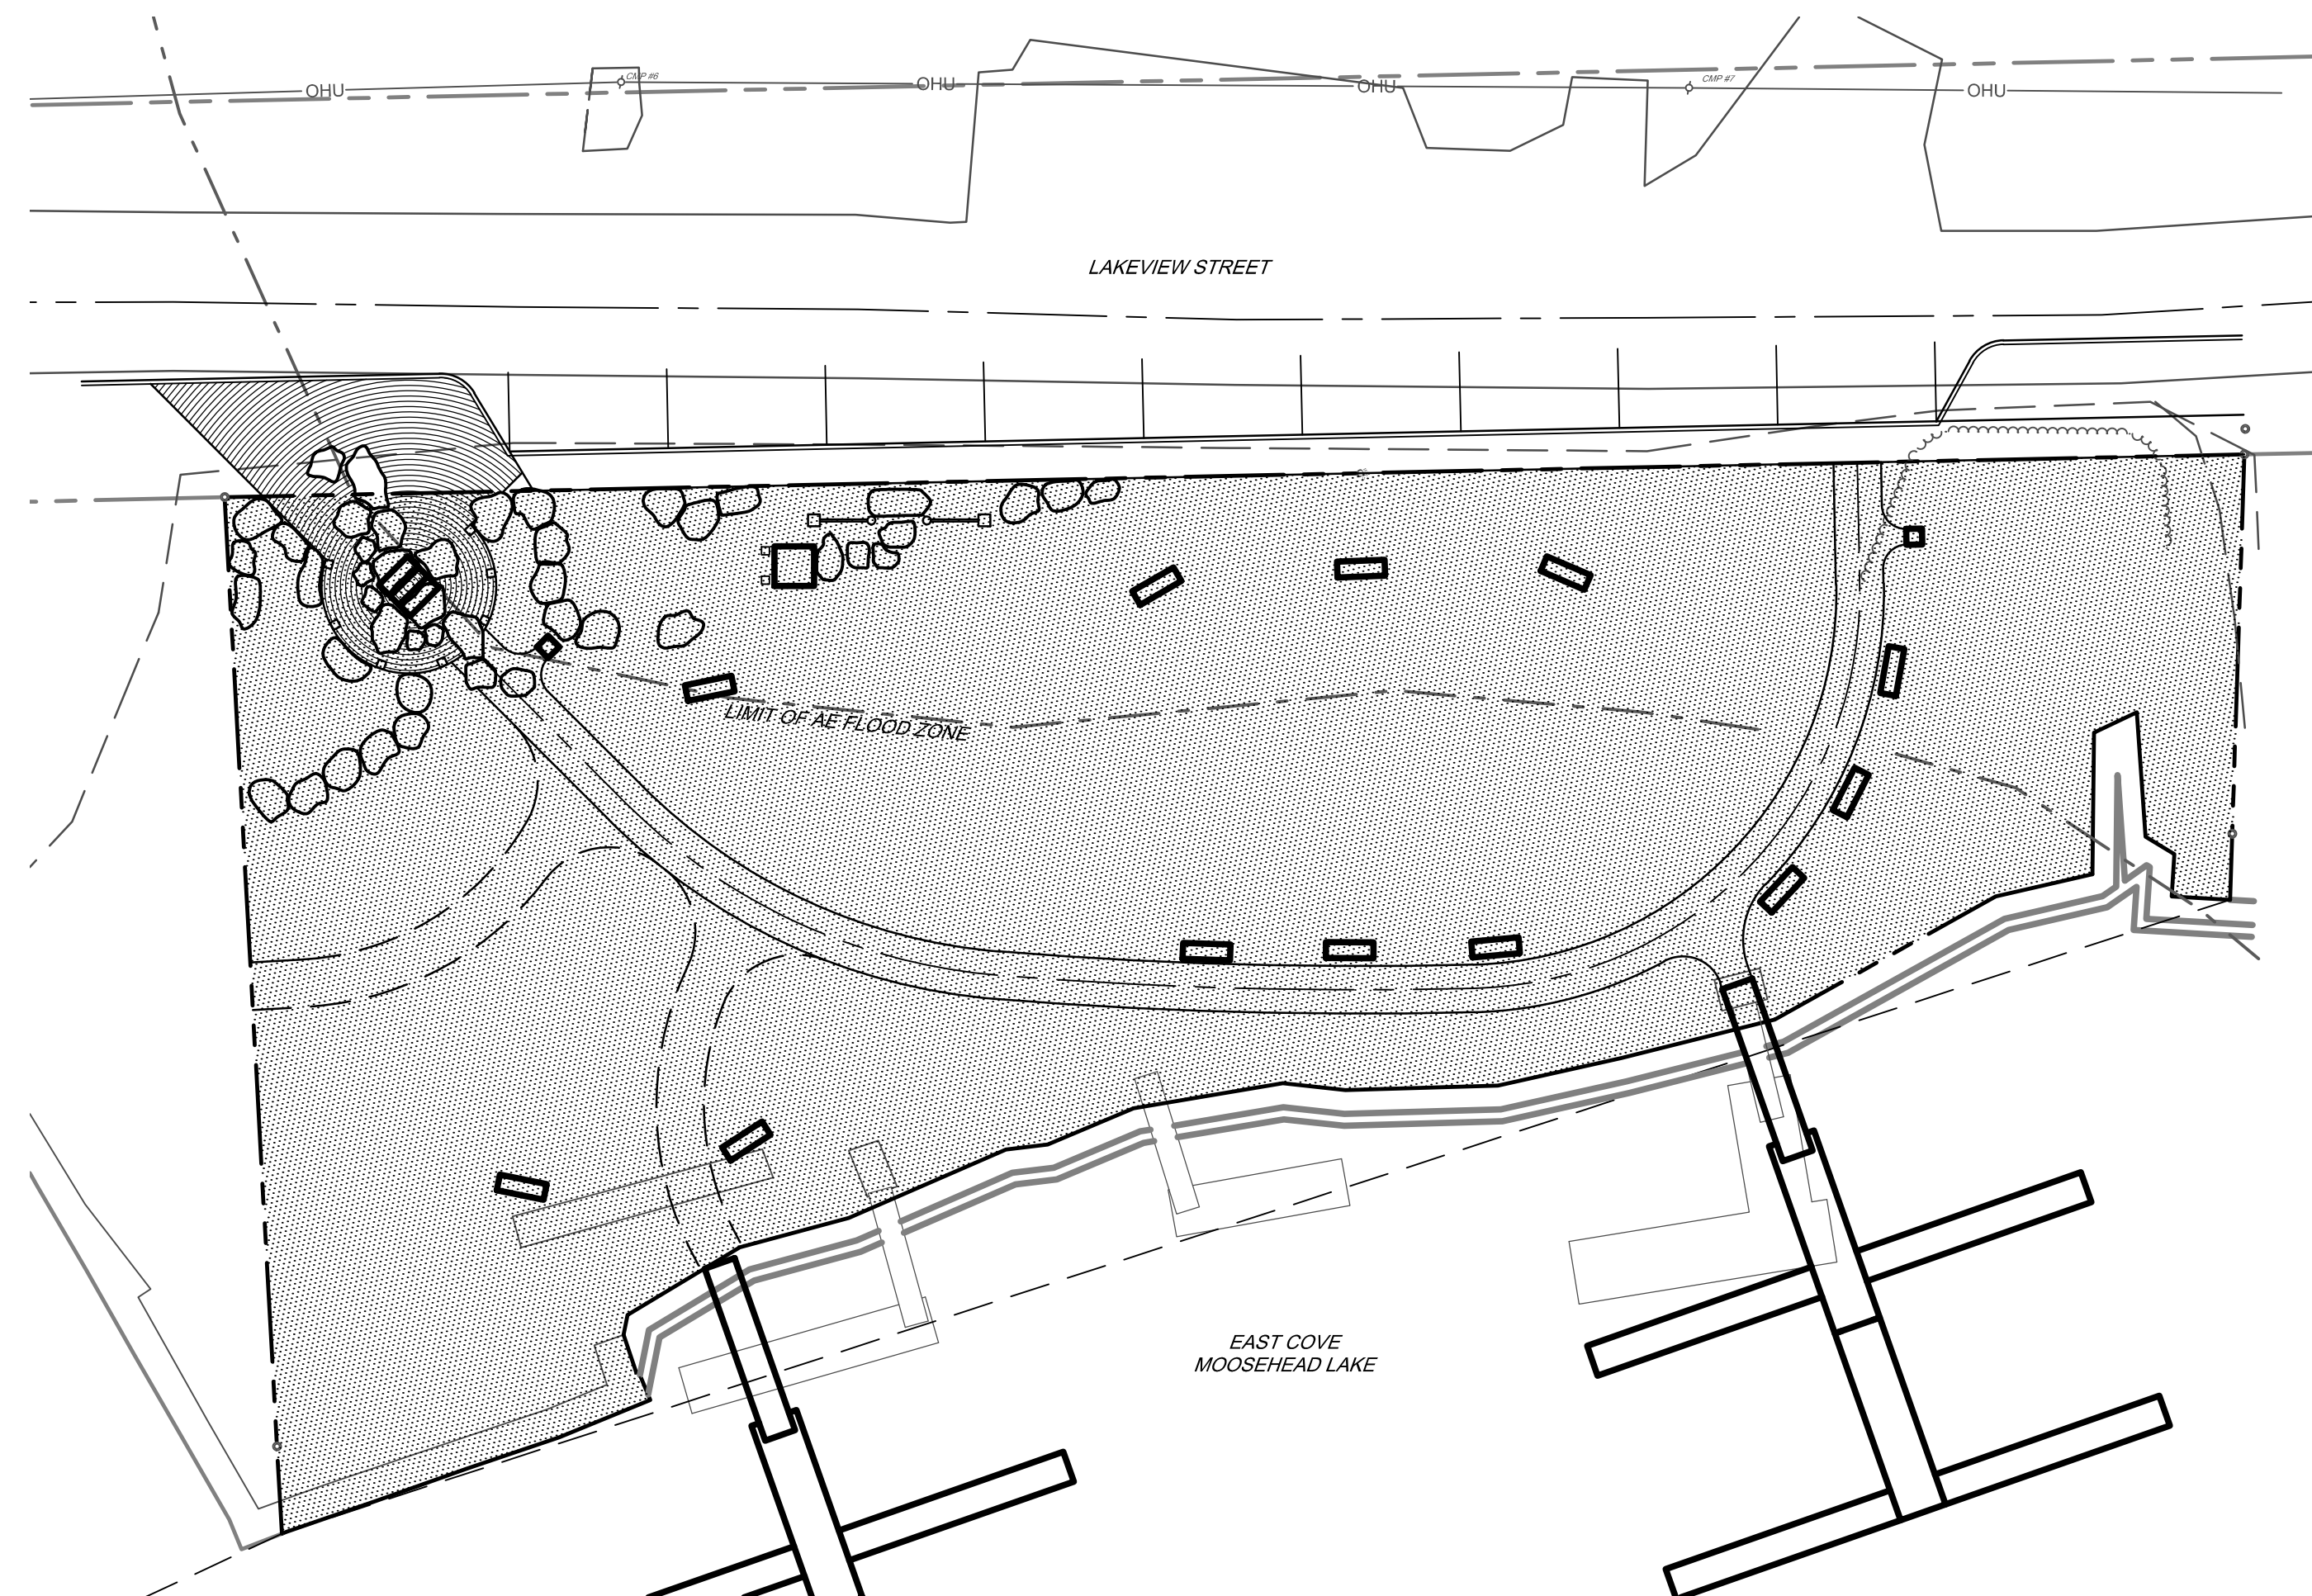 CMP #6
CMP #7
OHU
OHU
OHU
OHU
LAKEVIEW STREET
LIMIT OF AE FLOOD ZONE
EAST COVE
MOOSEHEAD LAKE